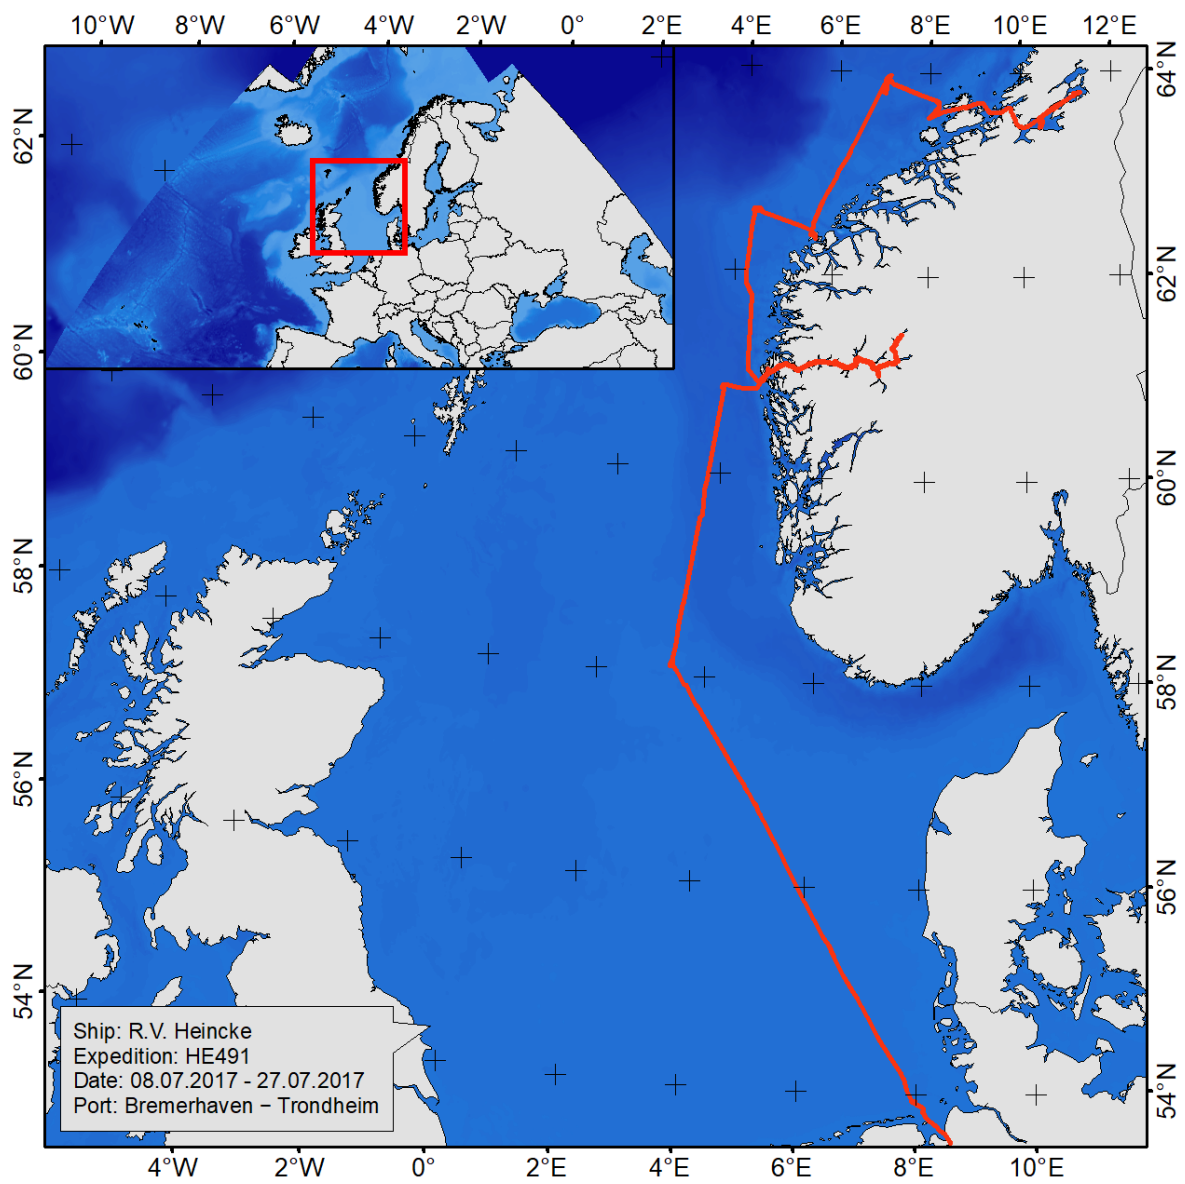 10°W 8°W 6°W 4°W 2°W 0° 2°E 4°E 6°E 8°E 10°E 12°E
64°N
62°N
62°N
60°N
60°N
58°N
58°N
56°N
56°N
54°N
54°N
Ship: R.V. Heincke
Expedition: HE491
Date: 08.07.2017 - 27.07.2017
Port: Bremerhaven − Trondheim
4°W 2°W 0° 2°E 4°E 6°E 8°E 10°E